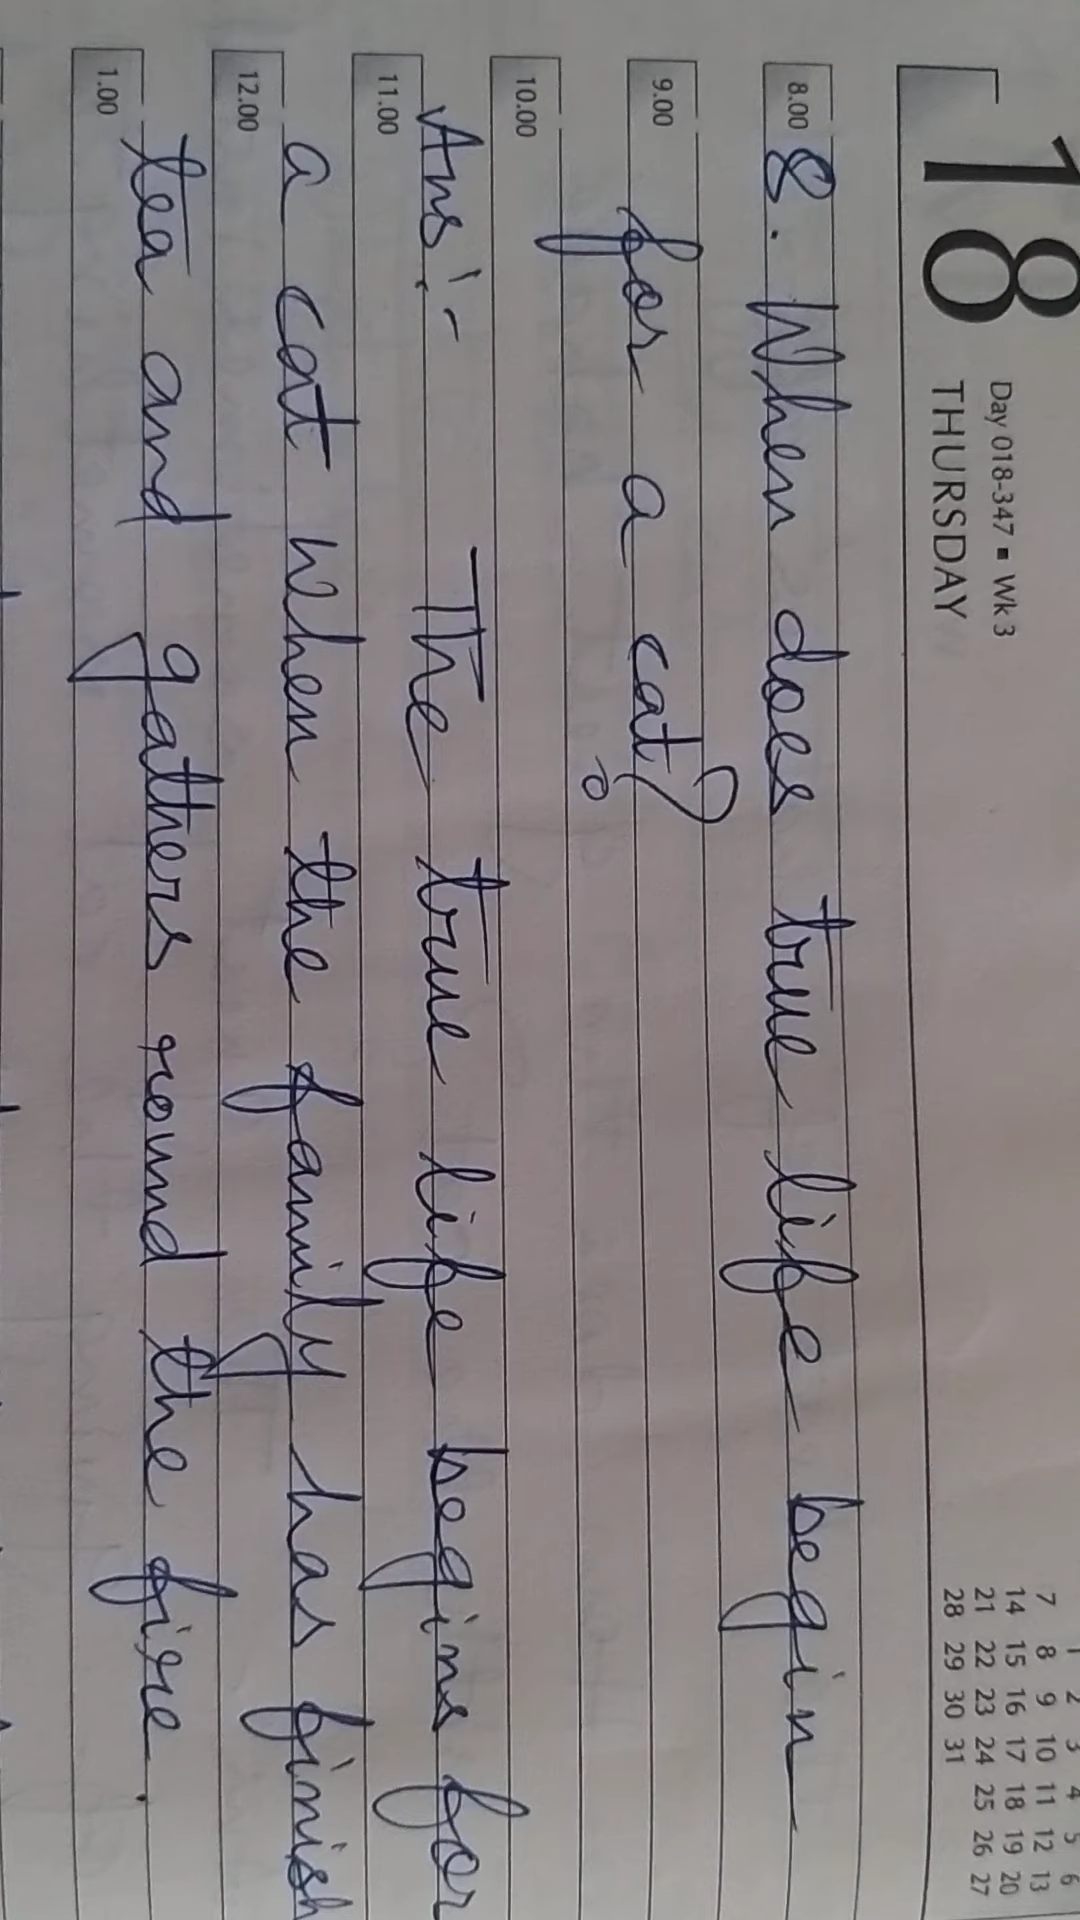 18 Day 018-347 ▪ Wk 3
THURSDAY
1 2 3 4 5 6
7 8 9 10 11 12 13
14 15 16 17 18 19 20
21 22 23 24 25 26 27
28 29 30 31
8.00 8. When does true life begin
9.00 for a cat?
10.00
11.00 Ans:- The true life begins for
12.00 a cat when the family has finish
1.00 tea and gathers round the fire.